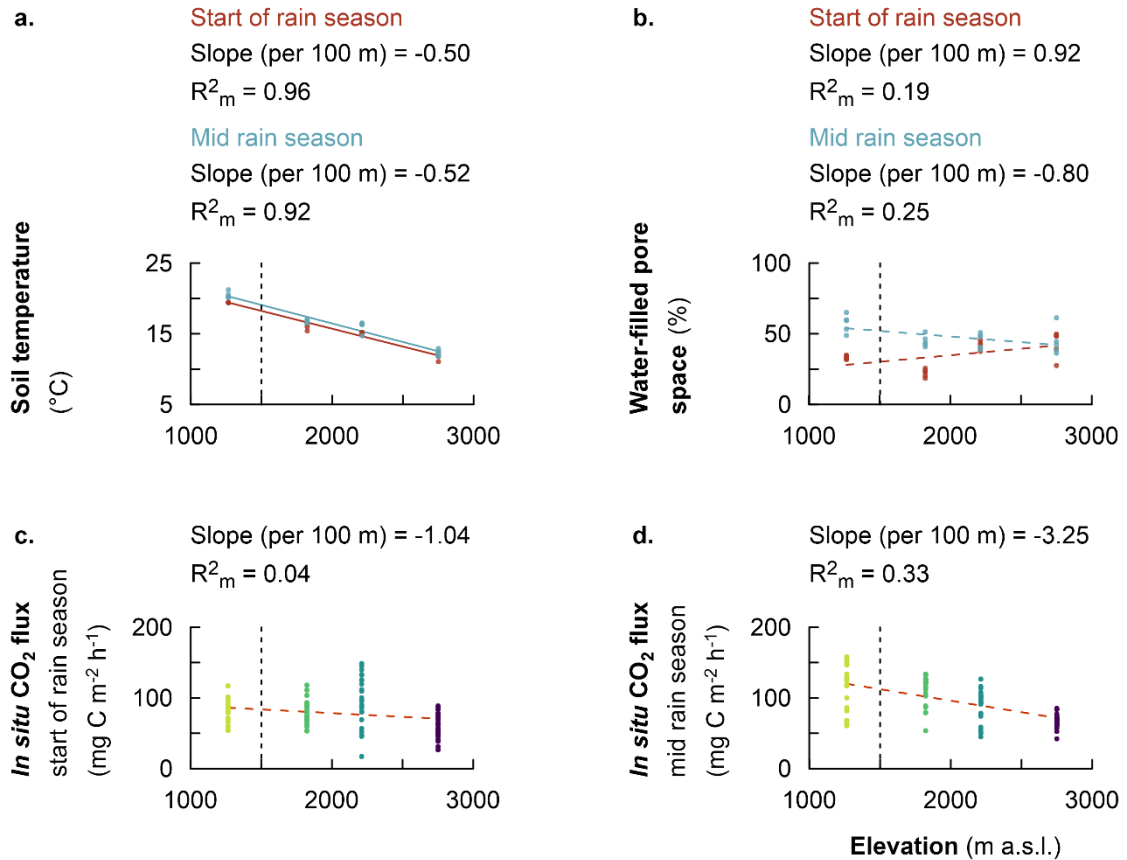 a.
Start of rain season
Slope (per 100 m) = -0.50
R²m = 0.96
Mid rain season
Slope (per 100 m) = -0.52
R²m = 0.92
Soil temperature
(°C)
25
15
5
1000 2000 3000
b.
Start of rain season
Slope (per 100 m) = 0.92
R²m = 0.19
Mid rain season
Slope (per 100 m) = -0.80
R²m = 0.25
Water-filled pore
space (%)
100
50
0
1000 2000 3000
c.
Slope (per 100 m) = -1.04
R²m = 0.04
In situ CO₂ flux
start of rain season
(mg C m⁻² h⁻¹)
200
100
0
1000 2000 3000
d.
Slope (per 100 m) = -3.25
R²m = 0.33
In situ CO₂ flux
mid rain season
(mg C m⁻² h⁻¹)
200
100
0
1000 2000 3000
Elevation (m a.s.l.)